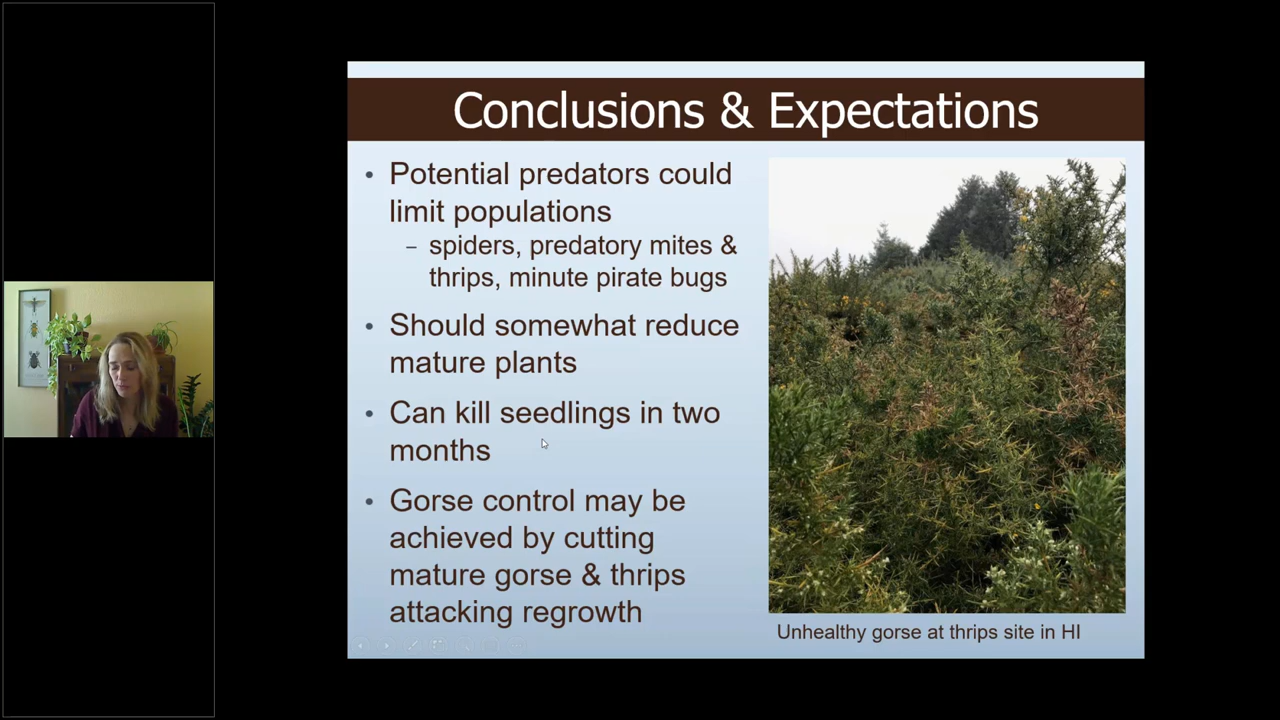 Conclusions & Expectations
• Potential predators could
limit populations
– spiders, predatory mites &
thrips, minute pirate bugs
• Should somewhat reduce
mature plants
• Can kill seedlings in two
months
• Gorse control may be
achieved by cutting
mature gorse & thrips
attacking regrowth
Unhealthy gorse at thrips site in HI